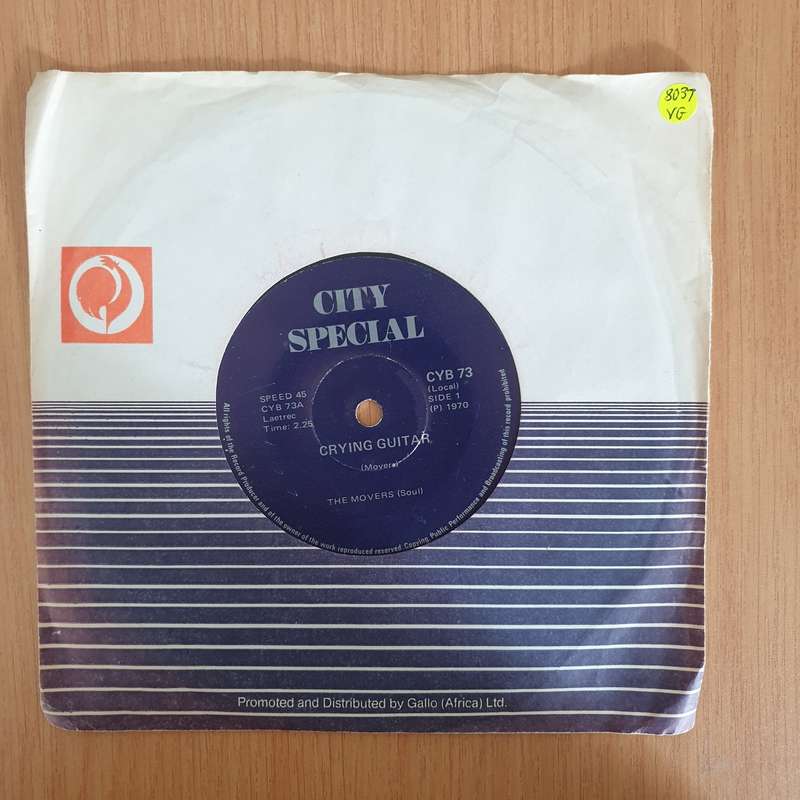 8037
VG
CITY
SPECIAL
SPEED 45
CYB 73A
Laetrec
Time: 2.25
CYB 73
(Local)
SIDE 1
(P) 1970
CRYING GUITAR
(Movers)
THE MOVERS (Soul)
All rights of the Record Producer and of the owner of the work reproduced reserved. Copying Public Performance and Broadcasting of this record prohibited
Promoted and Distributed by Gallo (Africa) Ltd.